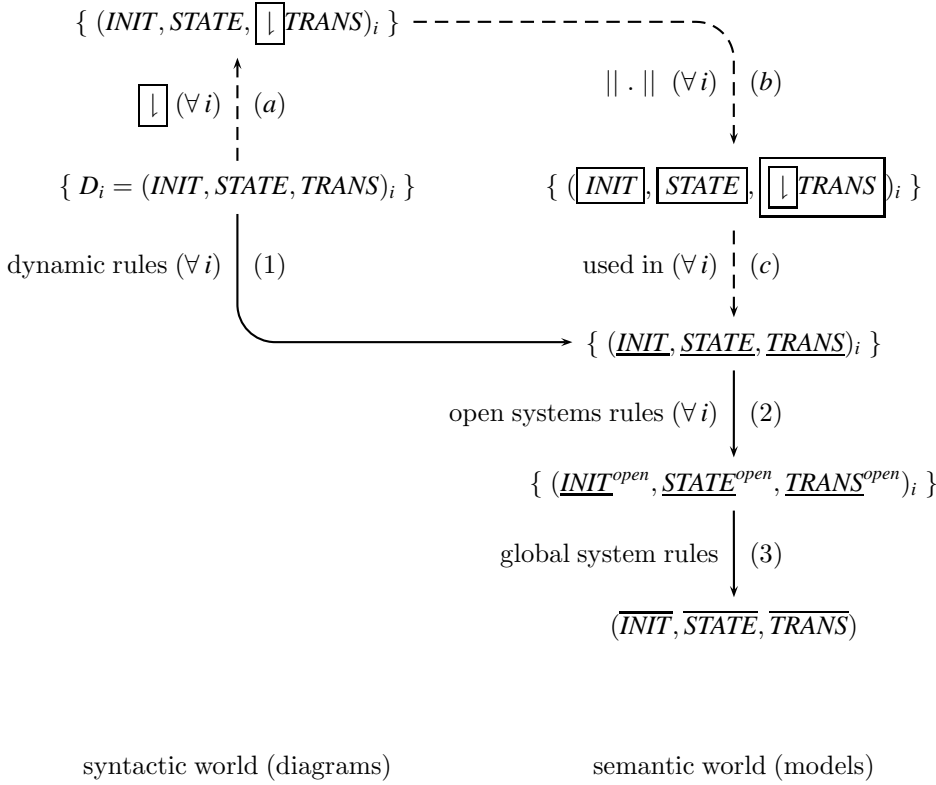 { (INIT, STATE, ⇂TRANS)i }
|| . || (∀ i) (b)
⇂ (∀ i) (a)
{ Di = (INIT, STATE, TRANS)i } { ( INIT , STATE , ⇂TRANS )i }
dynamic rules (∀ i) (1) used in (∀ i) (c)
{ (INIT, STATE, TRANS)i }
open systems rules (∀ i) (2)
{ (INIT^open, STATE^open, TRANS^open)i }
global system rules (3)
(INIT, STATE, TRANS)
syntactic world (diagrams) semantic world (models)